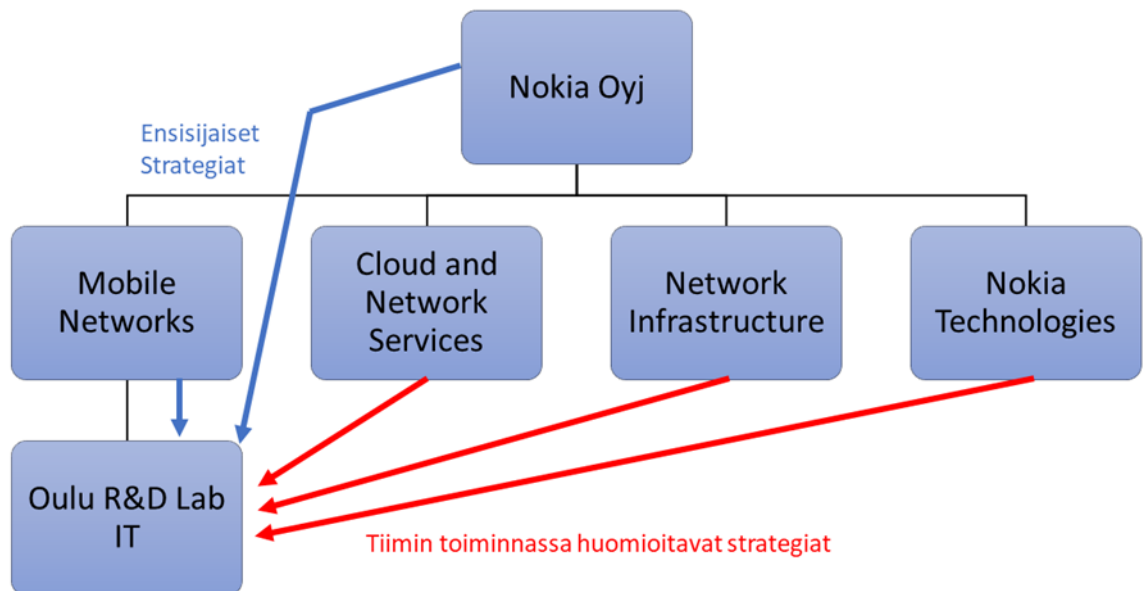 Nokia Oyj
Ensisijaiset
Strategiat
Mobile
Networks
Cloud and
Network
Services
Network
Infrastructure
Nokia
Technologies
Oulu R&D Lab
IT
Tiimin toiminnassa huomioitavat strategiat